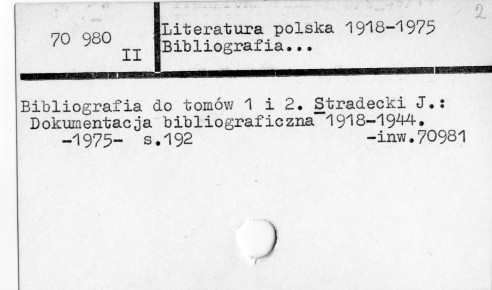 2
70 980
II
Literatura polska 1918-1975
Bibliografia...
Bibliografia do tomów 1 i 2. Stradecki J.:
Dokumentacja bibliograficzna 1918-1944.
-1975- s.192 -inw.70981